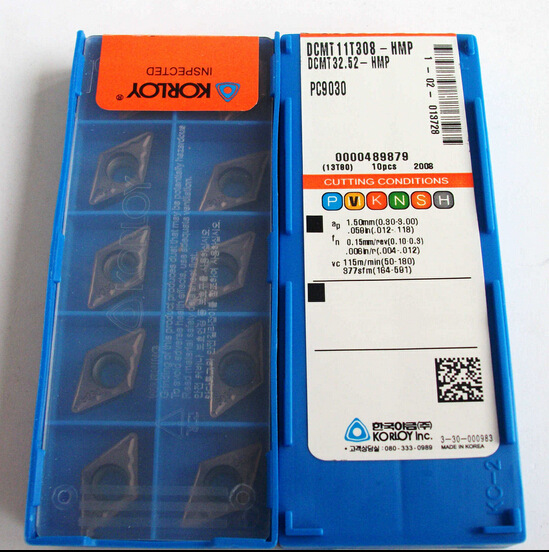 KORLOY®
INSPECTED
DCMT11T308-HMP
DCMT32.52-HMP
PC9030
1-02-013728
0000489879
(13T60) 10pcs 2008
CUTTING CONDITIONS
P V K N S H
ap 1.50mm(0.30-3.00)
.059in(.012-.118)
fn 0.15mm/rev(0.10-0.3)
.006in/r(.004-.012)
vc 115m/min(50-180)
377sfm(164-591)
한국야금(주)
KORLOY Inc.
• 고객상담실 : 080-333-0989
3-30-000983
MADE IN KOREA
KO-2
KORLOY